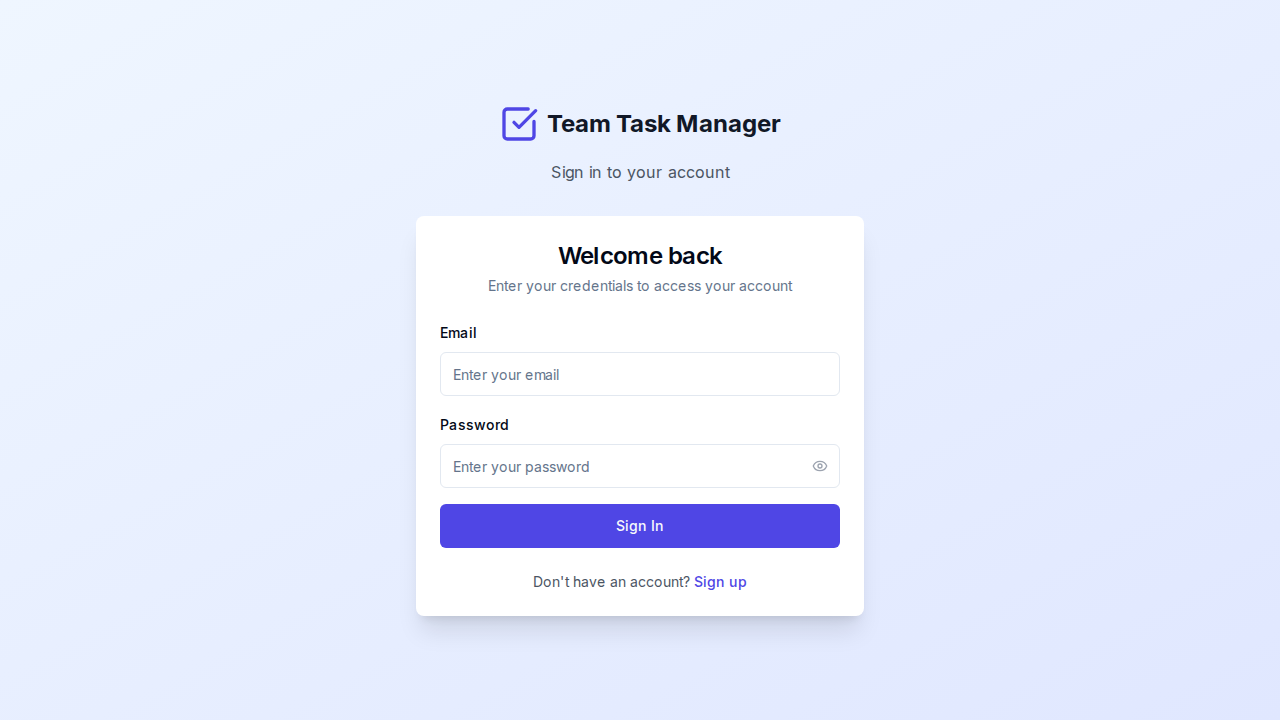 Team Task Manager
Sign in to your account
Welcome back
Enter your credentials to access your account
Email
Enter your email
Password
Enter your password
Sign In
Don't have an account? Sign up